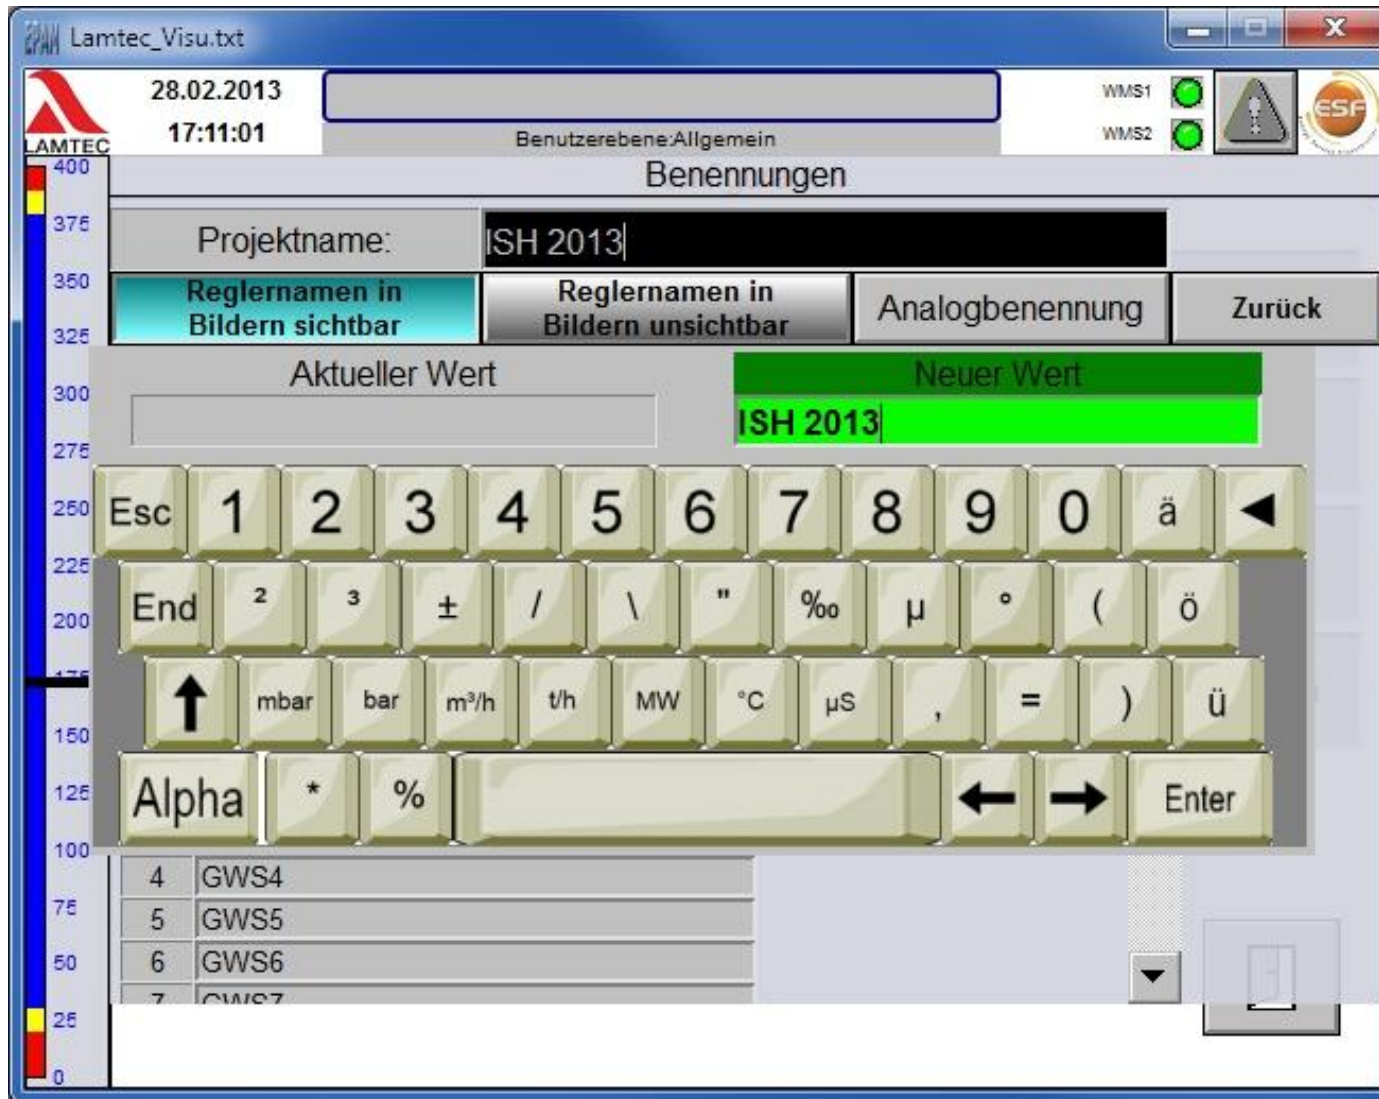 EPAM Lamtec_Visu.txt
LAMTEC
28.02.2013
17:11:01
Benutzerebene:Allgemein
WMS1
WMS2
ESF
Benennungen
Projektname: ISH 2013
Reglernamen in Bildern sichtbar
Reglernamen in Bildern unsichtbar
Analogbenennung
Zurück
Aktueller Wert
Neuer Wert
ISH 2013
Esc 1 2 3 4 5 6 7 8 9 0 ä ◄
End ² ³ ± / \ " ‰ µ ° ( ö
↑ mbar bar m³/h t/h MW °C µS , = ) ü
Alpha * % ← → Enter
4 GWS4
5 GWS5
6 GWS6
7 GWS7
400
375
350
325
300
275
250
225
200
175
150
125
100
75
50
25
0